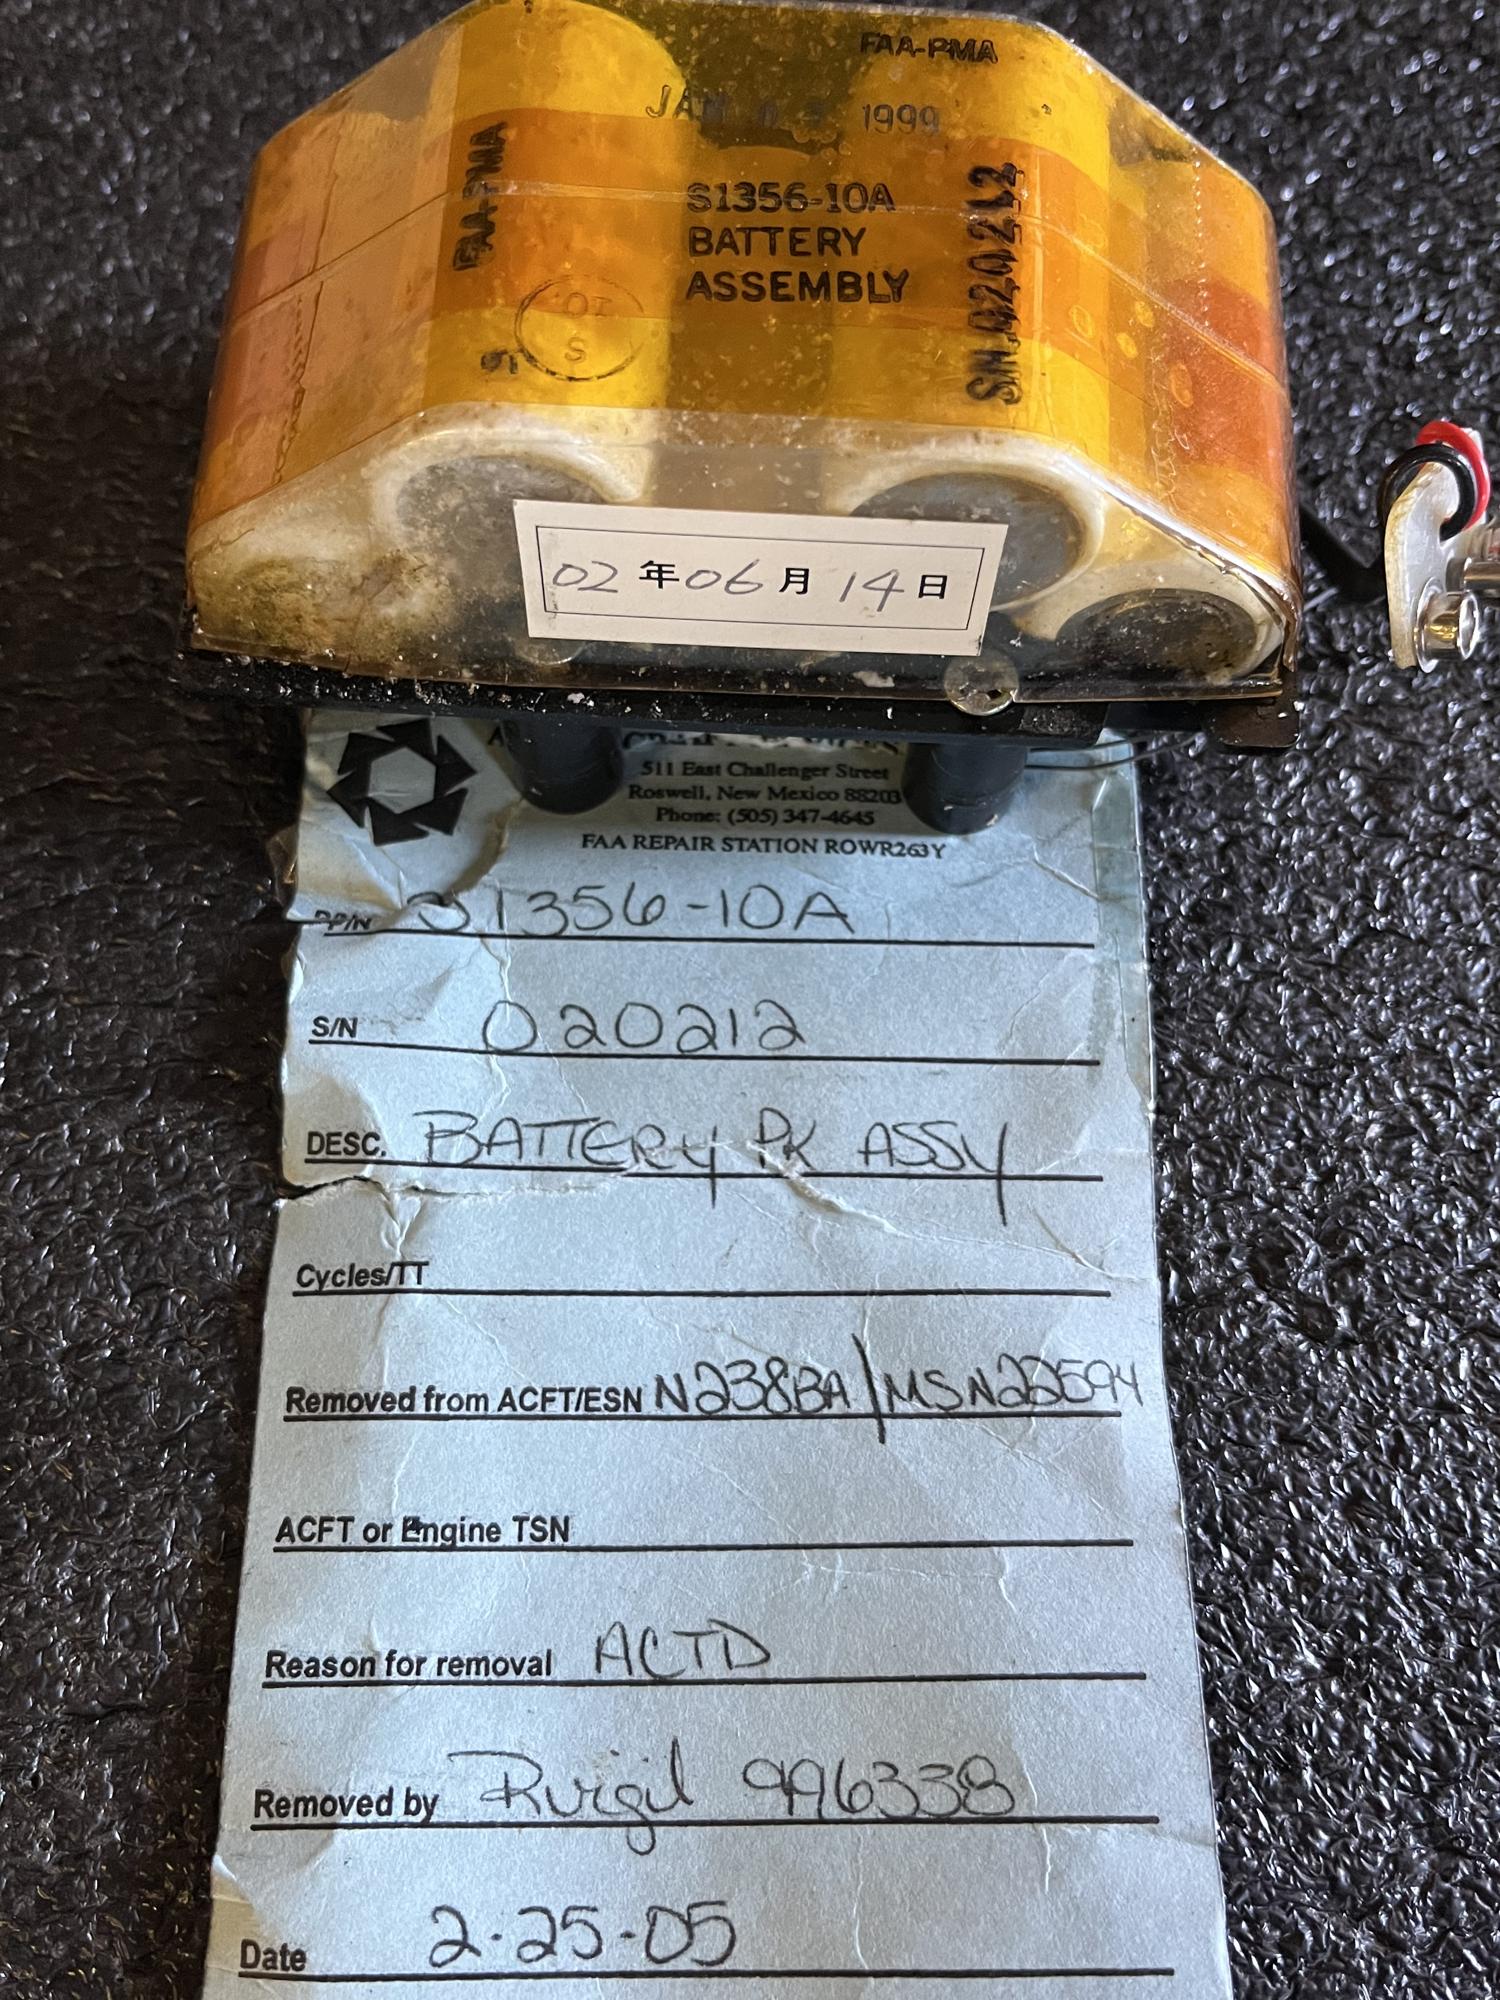 FAA-PMA
JAN 1999
FAA-PMA
S1356-10A
BATTERY
ASSEMBLY
S/N 020212
OT
S
02年06月14日
511 East Challenger Street
Roswell, New Mexico 88203
Phone: (505) 347-4645
FAA REPAIR STATION ROWR263Y
P/N S1356-10A
S/N 020212
DESC. BATTERY PK ASSY
Cycles/TT
Removed from ACFT/ESN N238BA/MSN22594
ACFT or Engine TSN
Reason for removal ACTD
Removed by RVigil 996338
Date 2-25-05